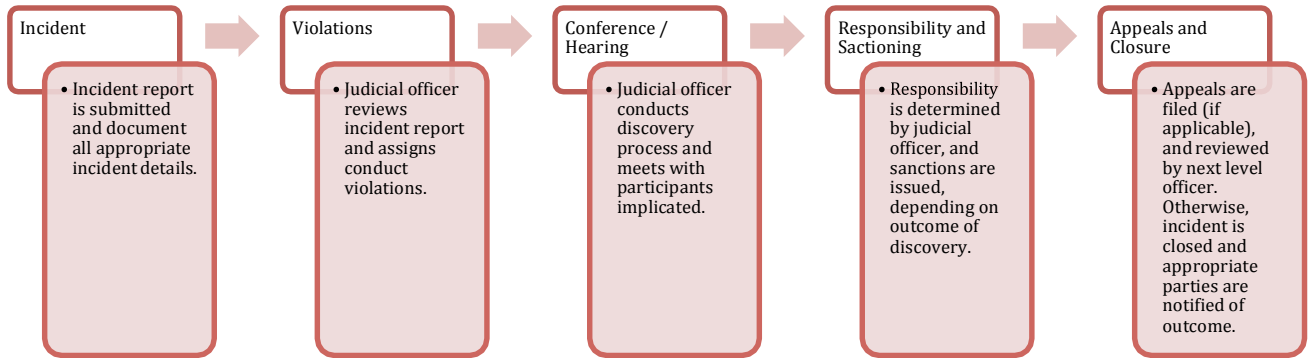 Incident
• Incident report
is submitted
and document
all appropriate
incident details.
Violations
• Judicial officer
reviews
incident report
and assigns
conduct
violations.
Conference /
Hearing
• Judicial officer
conducts
discovery
process and
meets with
participants
implicated.
Responsibility and
Sactioning
• Responsibility
is determined
by judicial
officer, and
sanctions are
issued,
depending on
outcome of
discovery.
Appeals and
Closure
• Appeals are
filed (if
applicable),
and reviewed
by next level
officer.
Otherwise,
incident is
closed and
appropriate
parties are
notified of
outcome.